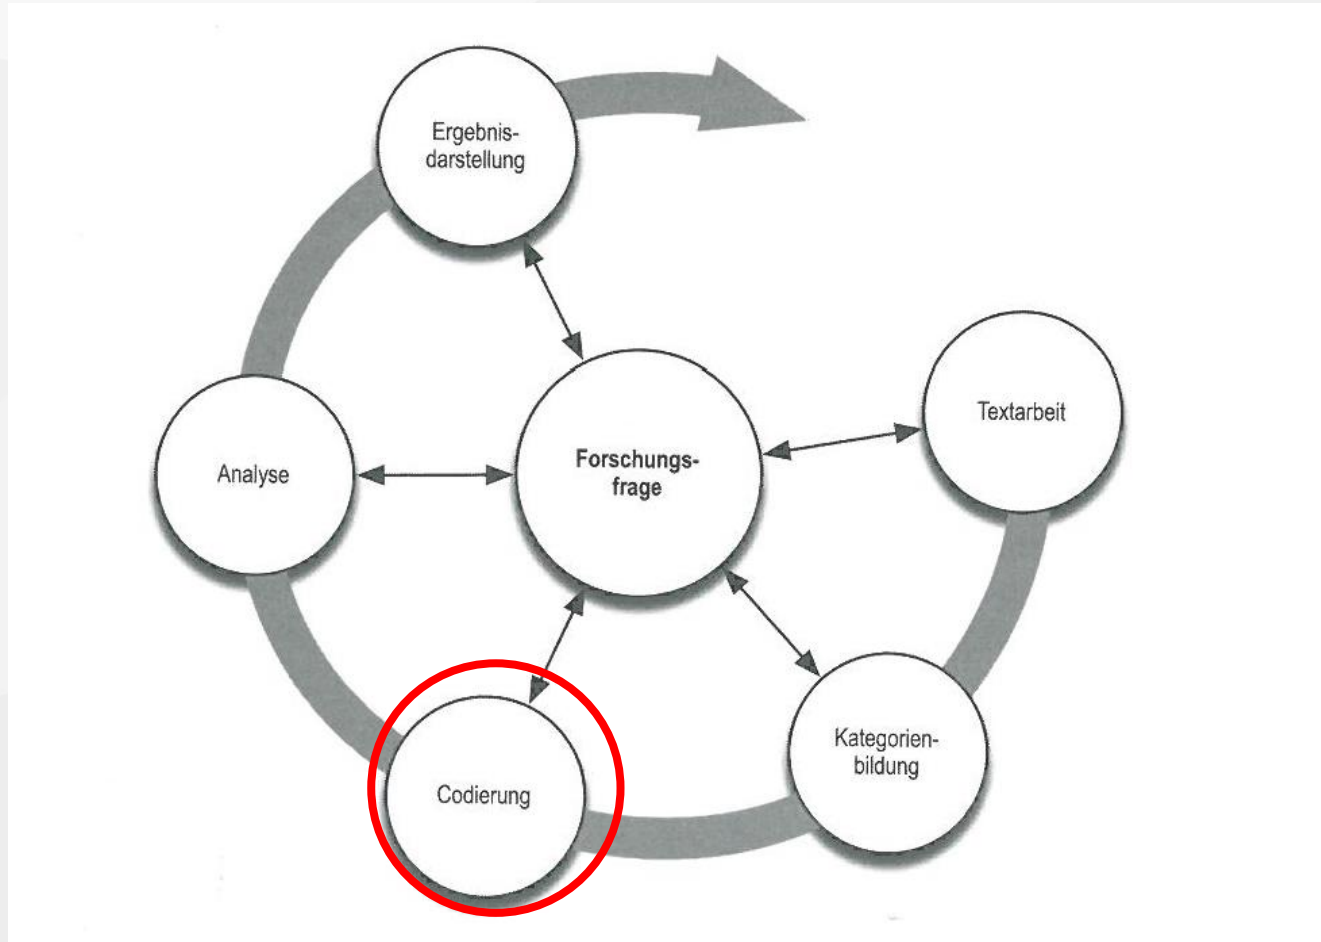 Ergebnis-
darstellung
Textarbeit
Forschungs-
frage
Analyse
Kategorien-
bildung
Codierung